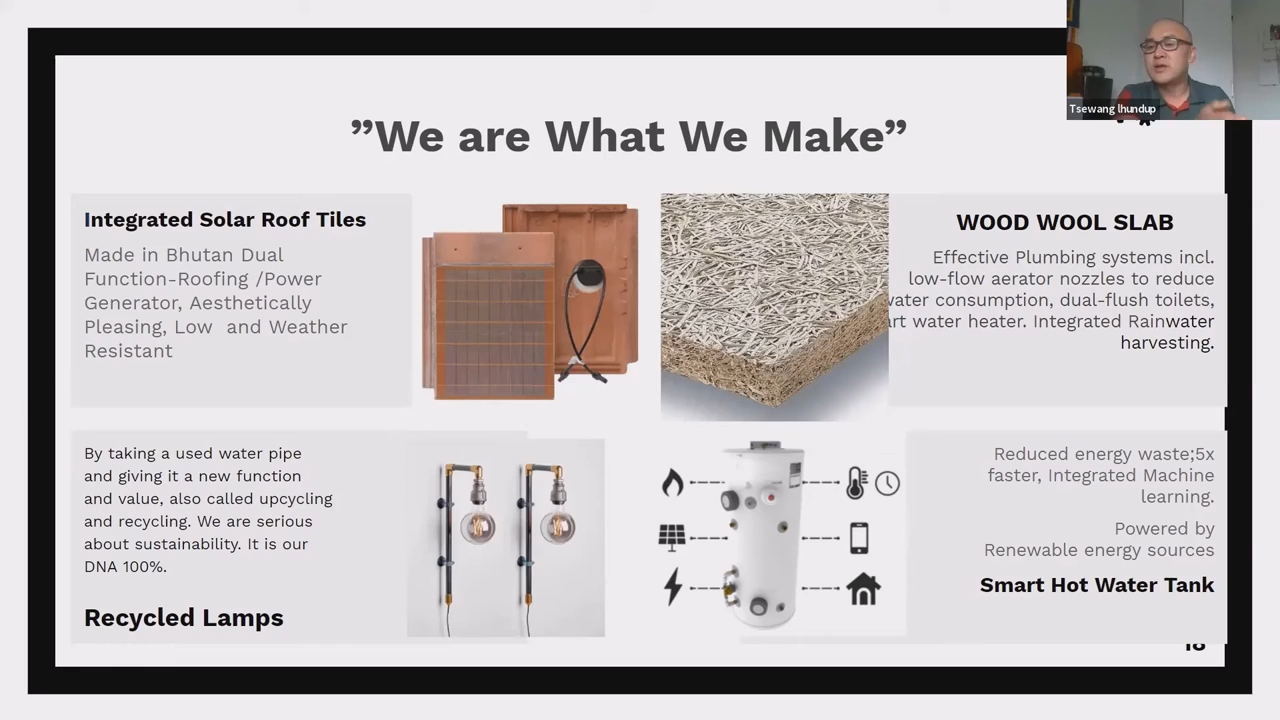 Tsewang lhundup
”We are What We Make”
Integrated Solar Roof Tiles
Made in Bhutan Dual
Function-Roofing /Power
Generator, Aesthetically
Pleasing, Low and Weather
Resistant
WOOD WOOL SLAB
Effective Plumbing systems incl.
low-flow aerator nozzles to reduce
consumption, dual-flush toilets,
water heater. Integrated Rainwater
harvesting.
By taking a used water pipe
and giving it a new function
and value, also called upcycling
and recycling. We are serious
about sustainability. It is our
DNA 100%.
Recycled Lamps
Reduced energy waste;5x
faster, Integrated Machine
learning.
Powered by
Renewable energy sources
Smart Hot Water Tank